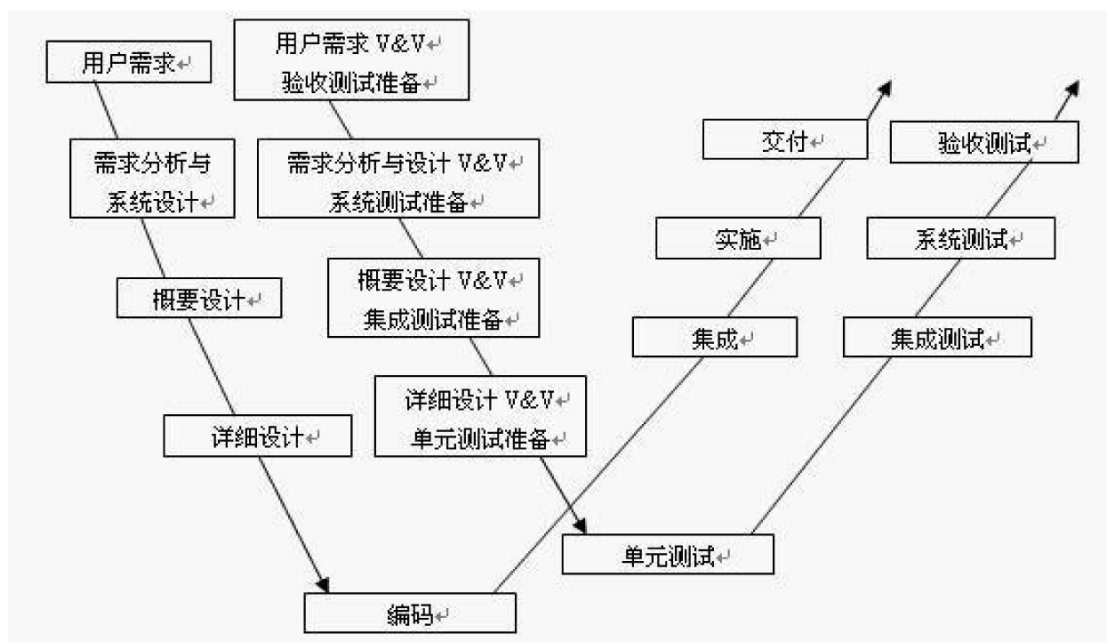 用户需求↵
用户需求 V&V↵
验收测试准备↵
需求分析与
系统设计↵
需求分析与设计 V&V↵
系统测试准备↵
交付↵
验收测试↵
实施↵
系统测试↵
概要设计↵
概要设计 V&V↵
集成测试准备↵
集成↵
集成测试↵
详细设计↵
详细设计 V&V↵
单元测试准备↵
单元测试↵
编码↵